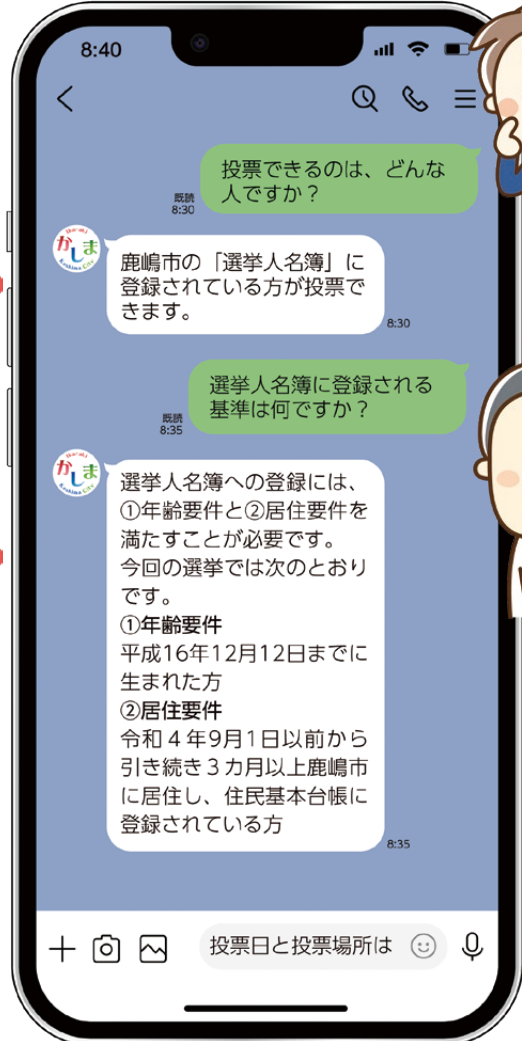 8:40
投票できるのは、どんな
人ですか？
既読
8:30
かしま
鹿嶋市の「選挙人名簿」に
登録されている方が投票で
きます。
8:30
選挙人名簿に登録される
基準は何ですか？
既読
8:35
かしま
選挙人名簿への登録には、
①年齢要件と②居住要件を
満たすことが必要です。
今回の選挙では次のとおり
です。
①年齢要件
平成16年12月12日までに
生まれた方
②居住要件
令和４年9月1日以前から
引き続き３カ月以上鹿嶋市
に居住し、住民基本台帳に
登録されている方
8:35
投票日と投票場所は